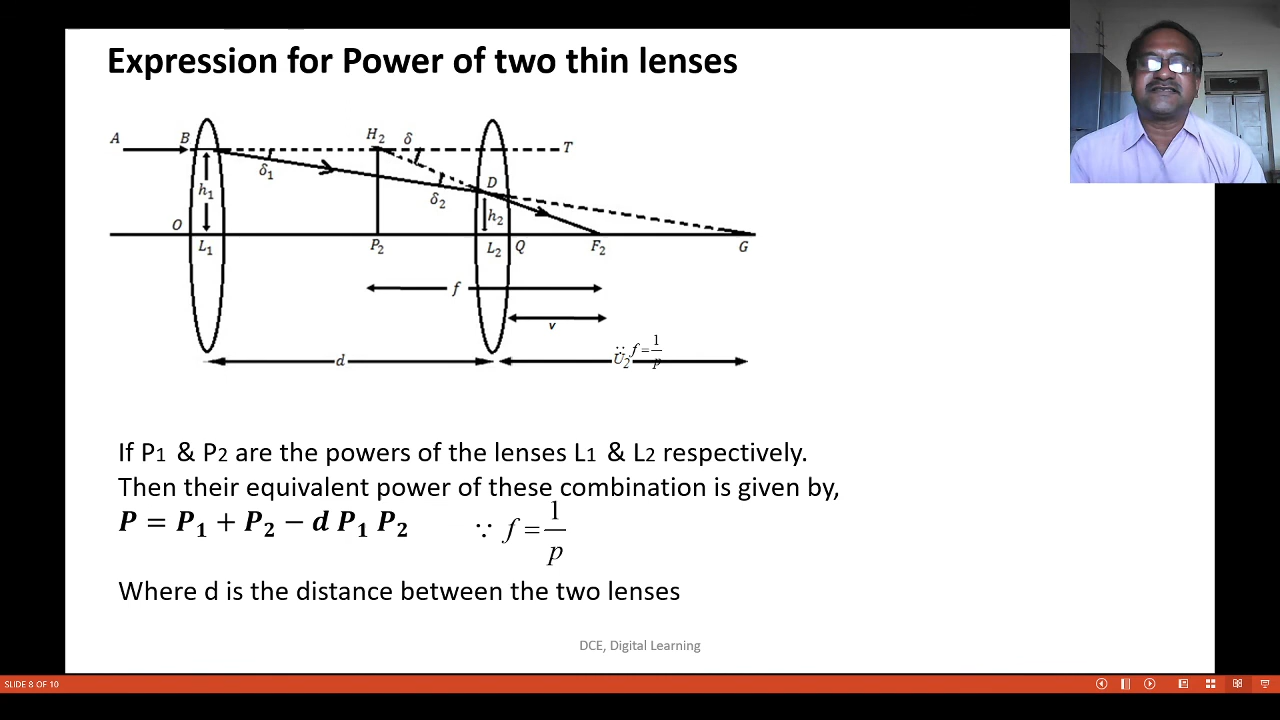 Expression for Power of two thin lenses
A B H₂ δ T
δ₁
h₁ δ₂ D h₂
O L₁ P₂ L₂ Q F₂ G
f
v
d U₂ ∵ f = 1/p
If P1 & P2 are the powers of the lenses L1 & L2 respectively.
Then their equivalent power of these combination is given by,
P = P₁ + P₂ − d P₁ P₂ ∵ f = 1/p
Where d is the distance between the two lenses
DCE, Digital Learning
SLIDE 8 OF 10